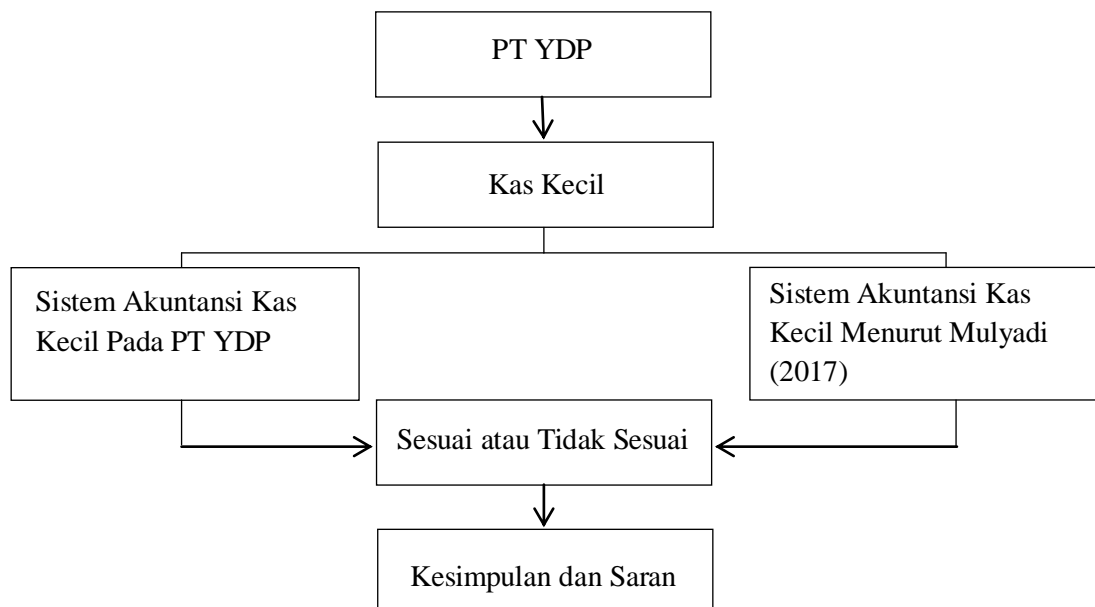 PT YDP
Kas Kecil
Sistem Akuntansi Kas
Kecil Pada PT YDP
Sistem Akuntansi Kas
Kecil Menurut Mulyadi
(2017)
Sesuai atau Tidak Sesuai
Kesimpulan dan Saran